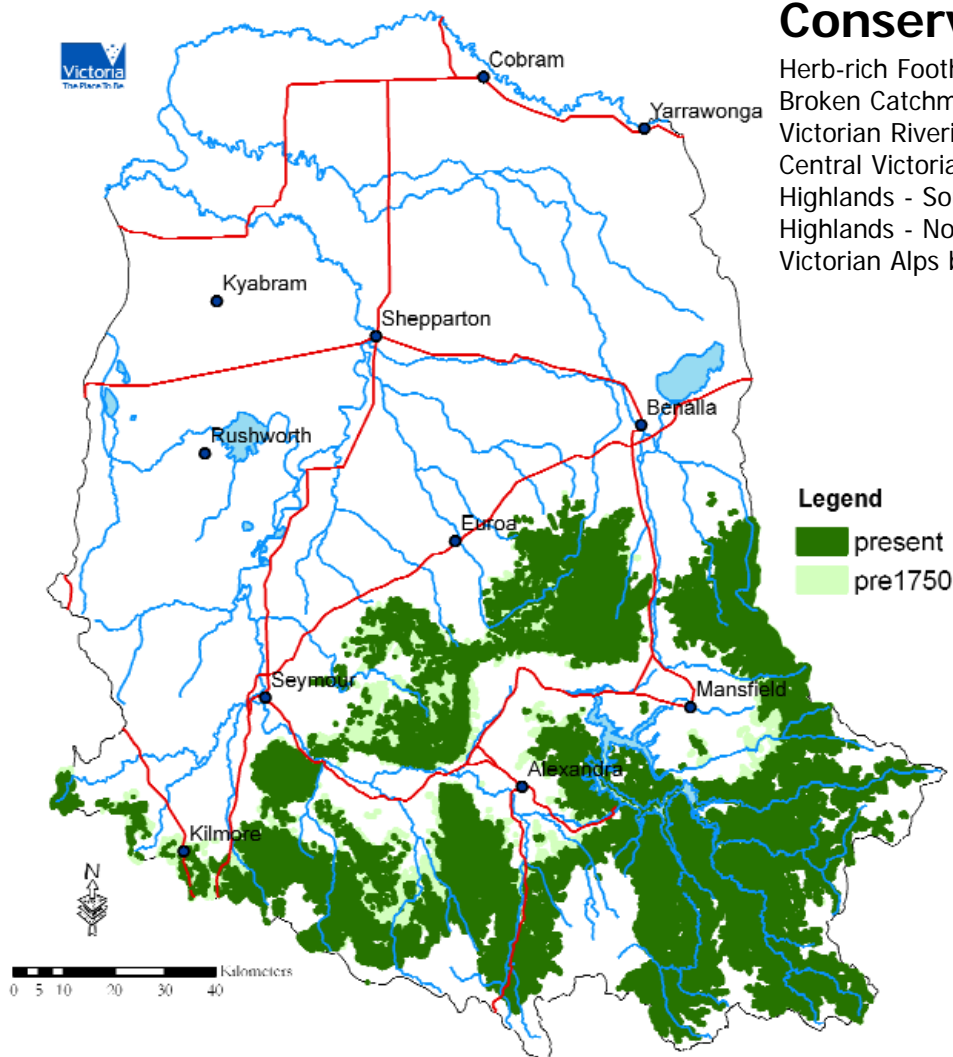 Conserv
Herb-rich Footh
Broken Catchm
Victorian Riveri
Central Victoria
Highlands - So
Highlands - No
Victorian Alps b
Victoria
The Place To Be
Cobram
Yarrawonga
Kyabram
Shepparton
Benalla
Rushworth
Legend
Euroa
present
pre1750
Seymour
Mansfield
Alexandra
Kilmore
N
Kilometers
0 5 10 20 30 40